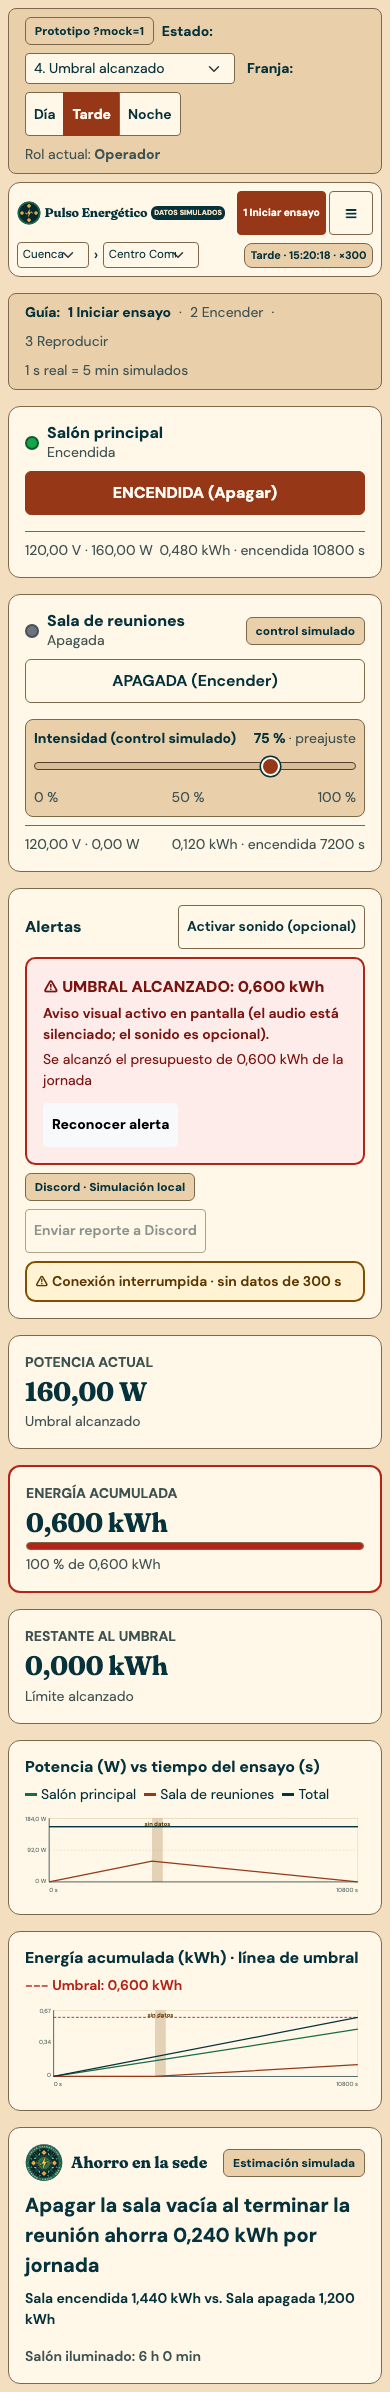 Prototipo ?mock=1 Estado:
4. Umbral alcanzado Franja:
Día Tarde Noche
Rol actual: Operador
Pulso Energético DATOS SIMULADOS 1 Iniciar ensayo ≡
Cuenca › Centro Com Tarde · 15:20:18 · ×300
Guía: 1 Iniciar ensayo · 2 Encender ·
3 Reproducir
1 s real = 5 min simulados
Salón principal
Encendida
ENCENDIDA (Apagar)
120,00 V · 160,00 W 0,480 kWh · encendida 10800 s
Sala de reuniones
Apagada
control simulado
APAGADA (Encender)
Intensidad (control simulado) 75 % · preajuste
0 % 50 % 100 %
120,00 V · 0,00 W 0,120 kWh · encendida 7200 s
Alertas Activar sonido (opcional)
⚠ UMBRAL ALCANZADO: 0,600 kWh
Aviso visual activo en pantalla (el audio está
silenciado; el sonido es opcional).
Se alcanzó el presupuesto de 0,600 kWh de la
jornada
Reconocer alerta
Discord · Simulación local
Enviar reporte a Discord
⚠ Conexión interrumpida · sin datos de 300 s
POTENCIA ACTUAL
160,00 W
Umbral alcanzado
ENERGÍA ACUMULADA
0,600 kWh
100 % de 0,600 kWh
RESTANTE AL UMBRAL
0,000 kWh
Límite alcanzado
Potencia (W) vs tiempo del ensayo (s)
Salón principal Sala de reuniones Total
184,0 W
sin datos
92,0 W
0 W
0 s 10800 s
Energía acumulada (kWh) · línea de umbral
--- Umbral: 0,600 kWh
0,67
sin datos
0,34
0
0 s 10800 s
Ahorro en la sede Estimación simulada
Apagar la sala vacía al terminar la
reunión ahorra 0,240 kWh por
jornada
Sala encendida 1,440 kWh vs. Sala apagada 1,200
kWh
Salón iluminado: 6 h 0 min